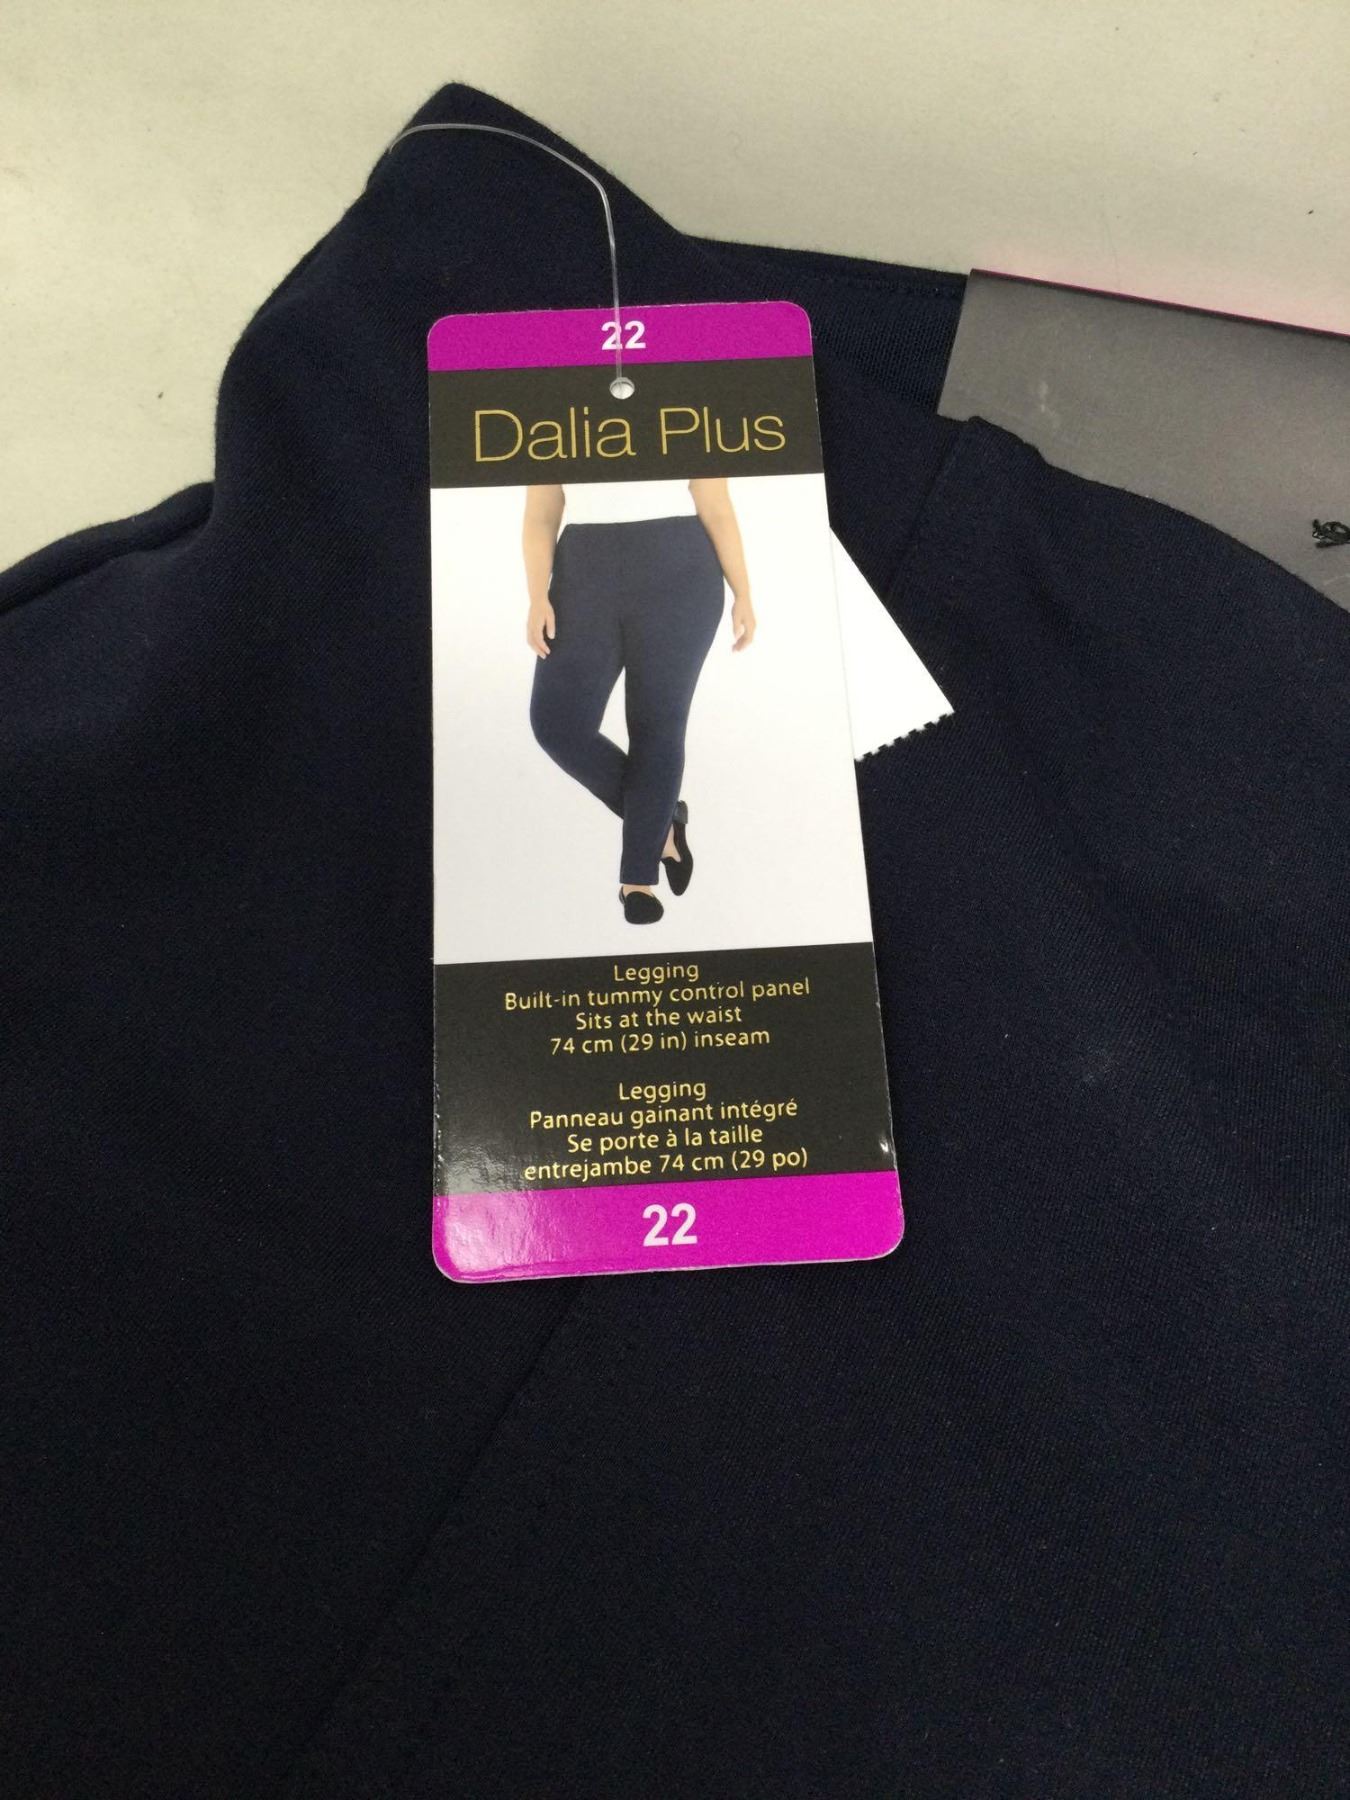 22
Dalia Plus
Legging
Built-in tummy control panel
Sits at the waist
74 cm (29 in) inseam
Legging
Panneau gainant intégré
Se porte à la taille
entrejambe 74 cm (29 po)
22